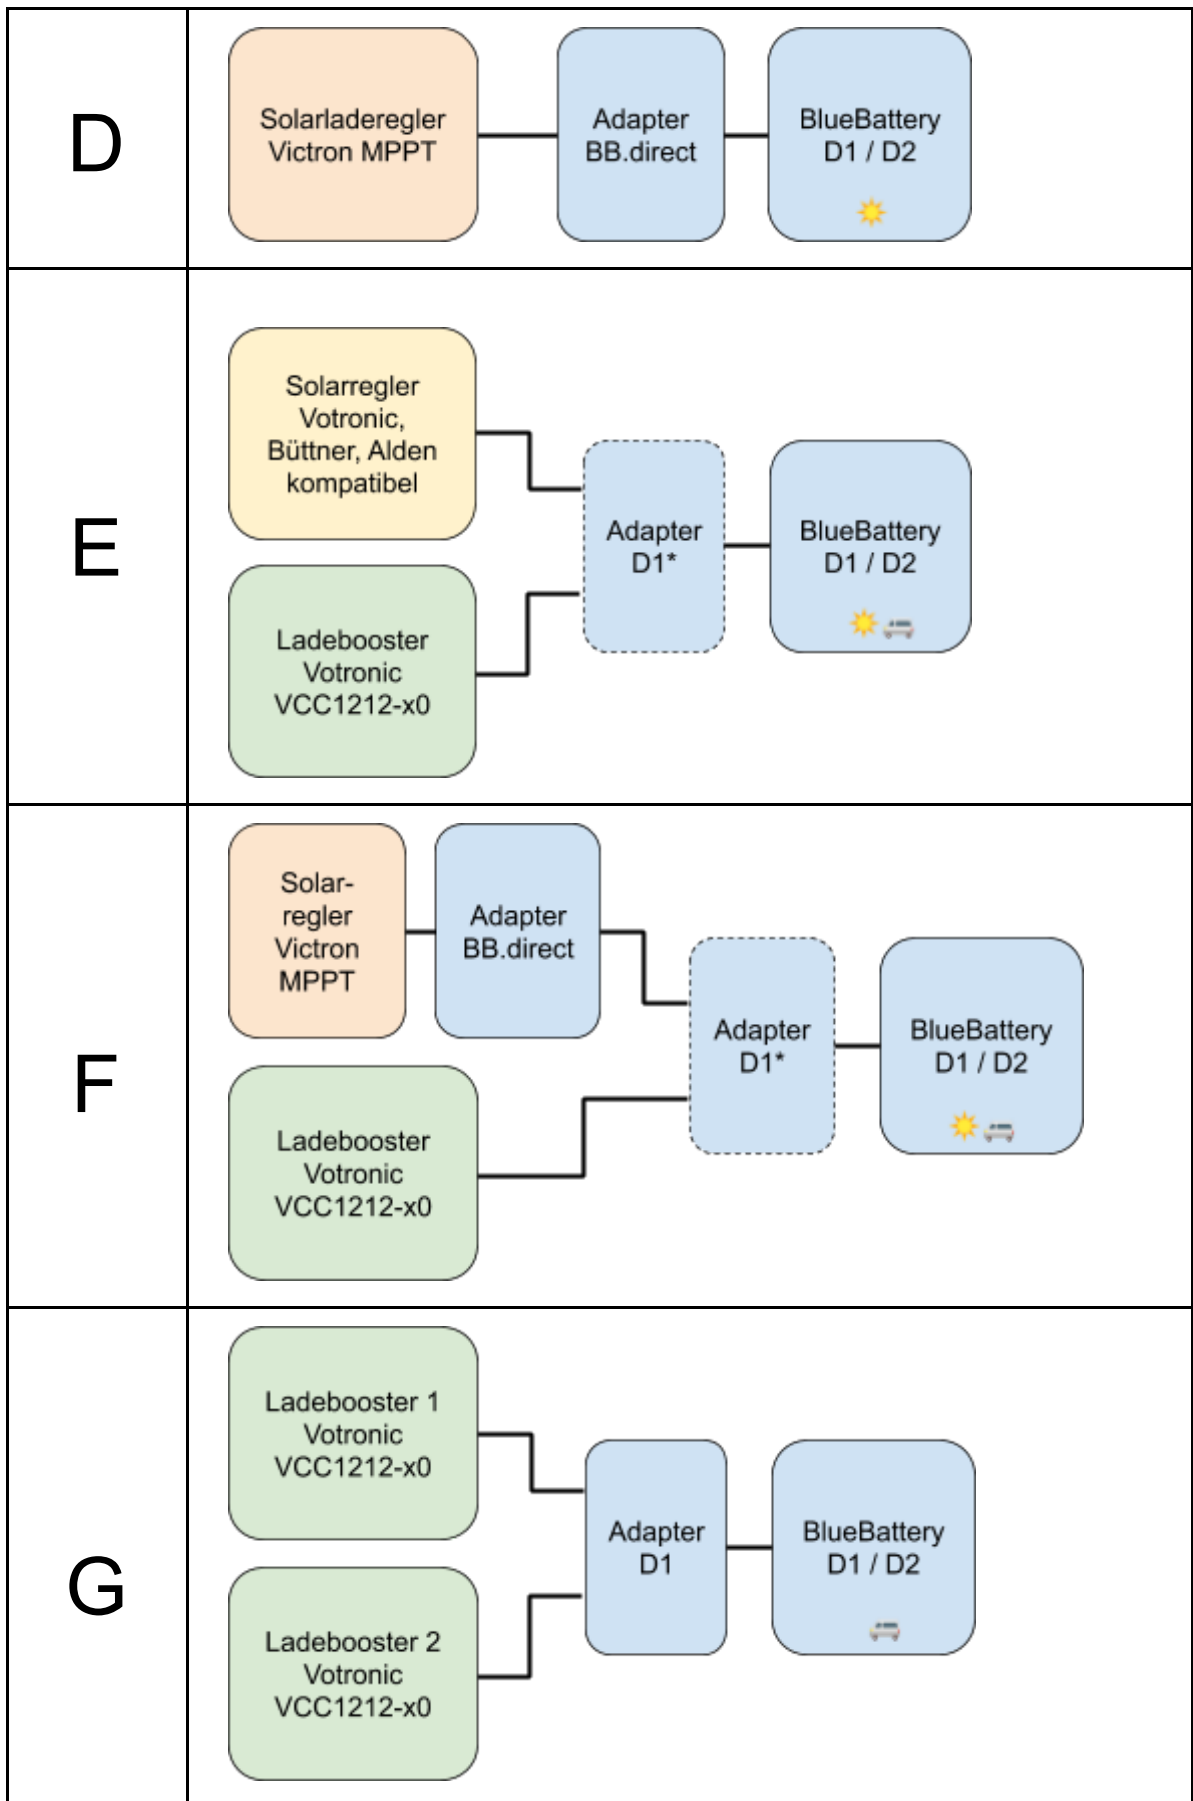 D
Solarladeregler
Victron MPPT
Adapter
BB.direct
BlueBattery
D1 / D2
E
Solarregler
Votronic,
Büttner, Alden
kompatibel
Ladebooster
Votronic
VCC1212-x0
Adapter
D1*
BlueBattery
D1 / D2
F
Solar-
regler
Victron
MPPT
Adapter
BB.direct
Ladebooster
Votronic
VCC1212-x0
Adapter
D1*
BlueBattery
D1 / D2
G
Ladebooster 1
Votronic
VCC1212-x0
Ladebooster 2
Votronic
VCC1212-x0
Adapter
D1
BlueBattery
D1 / D2